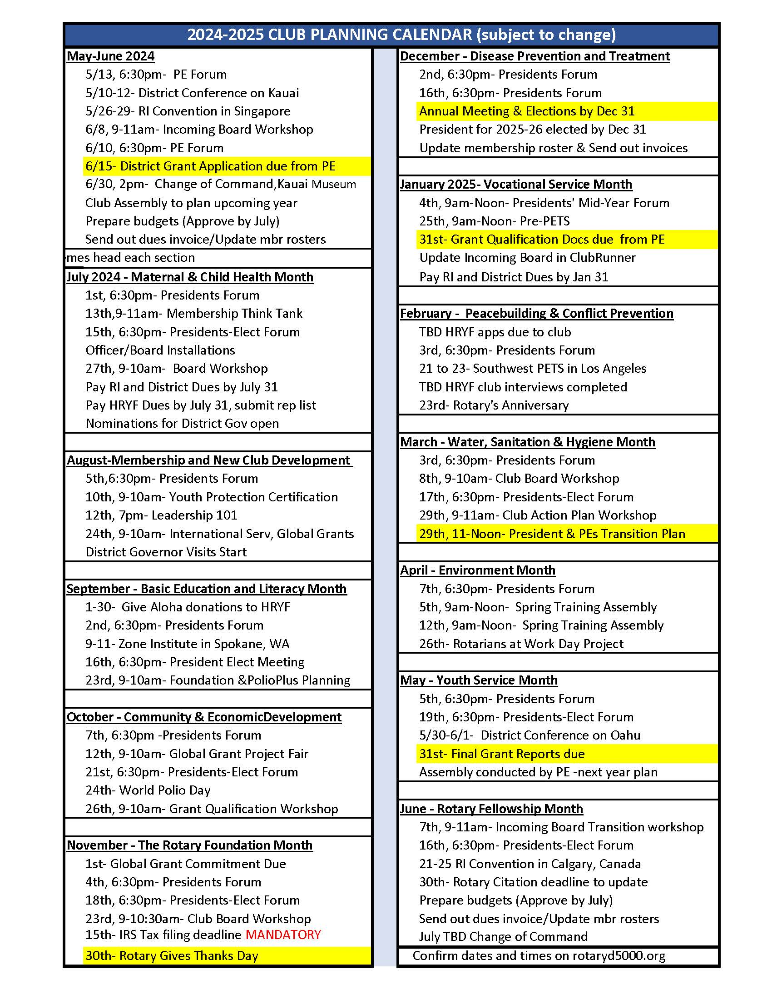 2024-2025 CLUB PLANNING CALENDAR (subject to change)
May-June 2024
5/13, 6:30pm-  PE Forum
5/10-12- District Conference on Kauai
5/26-29- RI Convention in Singapore
6/8, 9-11am- Incoming Board Workshop
6/10, 6:30pm- PE Forum
6/15- District Grant Application due from PE
6/30, 2pm-  Change of Command,Kauai Museum
Club Assembly to plan upcoming year
Prepare budgets (Approve by July)
Send out dues invoice/Update mbr rosters
mes head each section
July 2024 - Maternal & Child Health Month
1st, 6:30pm- Presidents Forum
13th,9-11am- Membership Think Tank
15th, 6:30pm- Presidents-Elect Forum
Officer/Board Installations
27th, 9-10am-  Board Workshop
Pay RI and District Dues by July 31
Pay HRYF Dues by July 31, submit rep list
Nominations for District Gov open
August-Membership and New Club Development
5th,6:30pm- Presidents Forum
10th, 9-10am- Youth Protection Certification
12th, 7pm- Leadership 101
24th, 9-10am- International Serv, Global Grants
District Governor Visits Start
September - Basic Education and Literacy Month
1-30-  Give Aloha donations to HRYF
2nd, 6:30pm- Presidents Forum
9-11- Zone Institute in Spokane, WA
16th, 6:30pm- President Elect Meeting
23rd, 9-10am- Foundation &PolioPlus Planning
October - Community & EconomicDevelopment
7th, 6:30pm -Presidents Forum
12th, 9-10am- Global Grant Project Fair
21st, 6:30pm- Presidents-Elect Forum
24th- World Polio Day
26th, 9-10am- Grant Qualification Workshop
November - The Rotary Foundation Month
1st- Global Grant Commitment Due
4th, 6:30pm- Presidents Forum
18th, 6:30pm- Presidents-Elect Forum
23rd, 9-10:30am- Club Board Workshop
15th- IRS Tax filing deadline MANDATORY
30th- Rotary Gives Thanks Day
December - Disease Prevention and Treatment
2nd, 6:30pm- Presidents Forum
16th, 6:30pm- Presidents Forum
Annual Meeting & Elections by Dec 31
President for 2025-26 elected by Dec 31
Update membership roster & Send out invoices
January 2025- Vocational Service Month
4th, 9am-Noon- Presidents' Mid-Year Forum
25th, 9am-Noon- Pre-PETS
31st- Grant Qualification Docs due  from PE
Update Incoming Board in ClubRunner
Pay RI and District Dues by Jan 31
February -  Peacebuilding & Conflict Prevention
TBD HRYF apps due to club
3rd, 6:30pm- Presidents Forum
21 to 23- Southwest PETS in Los Angeles
TBD HRYF club interviews completed
23rd- Rotary's Anniversary
March - Water, Sanitation & Hygiene Month
3rd, 6:30pm- Presidents Forum
8th, 9-10am- Club Board Workshop
17th, 6:30pm- Presidents-Elect Forum
29th, 9-11am- Club Action Plan Workshop
29th, 11-Noon- President & PEs Transition Plan
April - Environment Month
7th, 6:30pm- Presidents Forum
5th, 9am-Noon-  Spring Training Assembly
12th, 9am-Noon-  Spring Training Assembly
26th- Rotarians at Work Day Project
May - Youth Service Month
5th, 6:30pm- Presidents Forum
19th, 6:30pm- Presidents-Elect Forum
5/30-6/1-  District Conference on Oahu
31st- Final Grant Reports due
Assembly conducted by PE -next year plan
June - Rotary Fellowship Month
7th, 9-11am- Incoming Board Transition workshop
16th, 6:30pm- Presidents-Elect Forum
21-25 RI Convention in Calgary, Canada
30th- Rotary Citation deadline to update
Prepare budgets (Approve by July)
Send out dues invoice/Update mbr rosters
July TBD Change of Command
Confirm dates and times on rotaryd5000.org